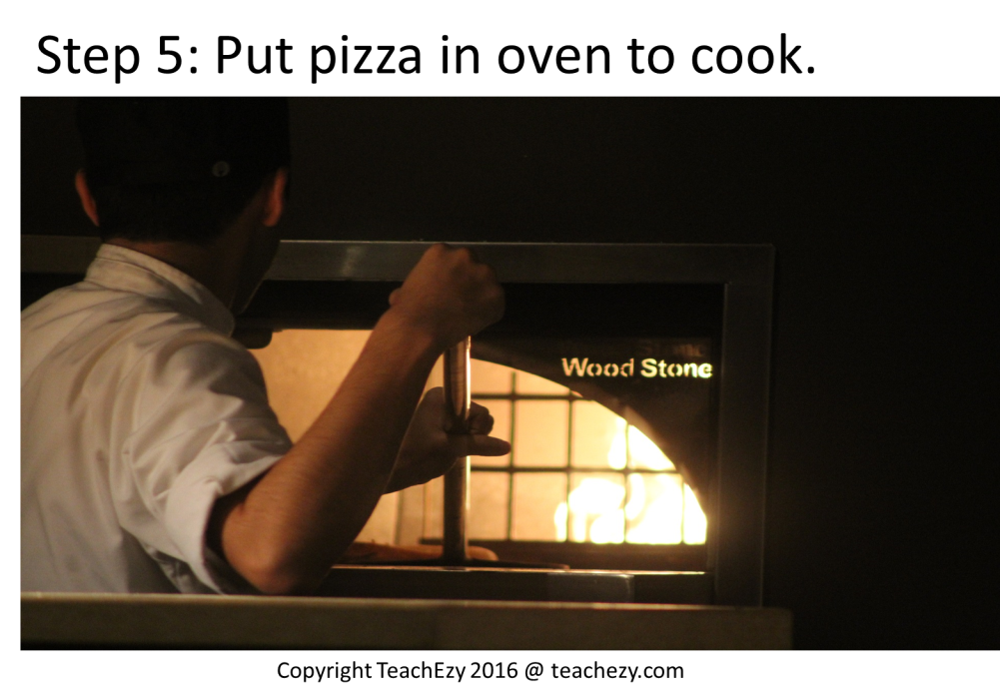 Step 5: Put pizza in oven to cook.
Wood Stone
Copyright TeachEzy 2016 @ teachezy.com